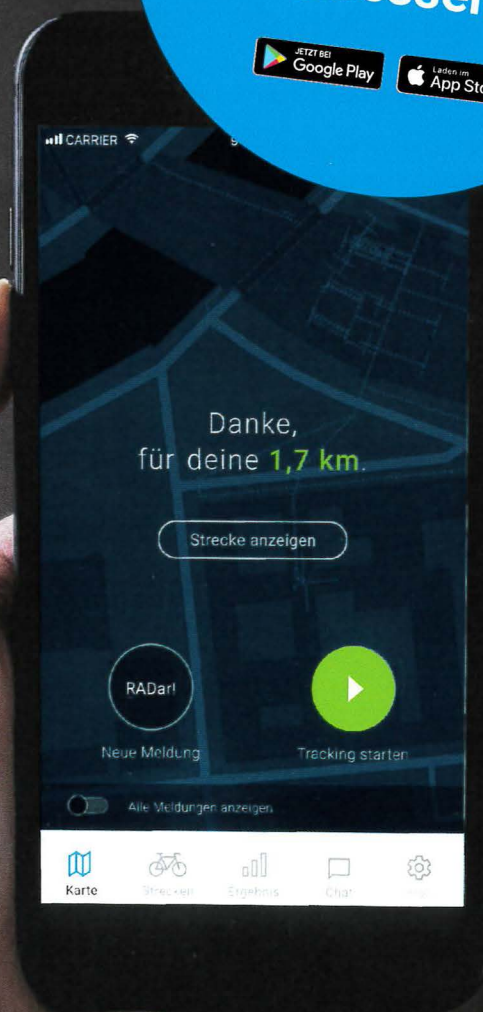 JETZT BEI
Google Play
Laden im
App Sto
CARRIER
Danke,
für deine 1,7 km.
Strecke anzeigen
RADar!
Neue Meldung
Tracking starten
Alle Meldungen anzeigen
Karte
Strecken
Ergebnis
Chat